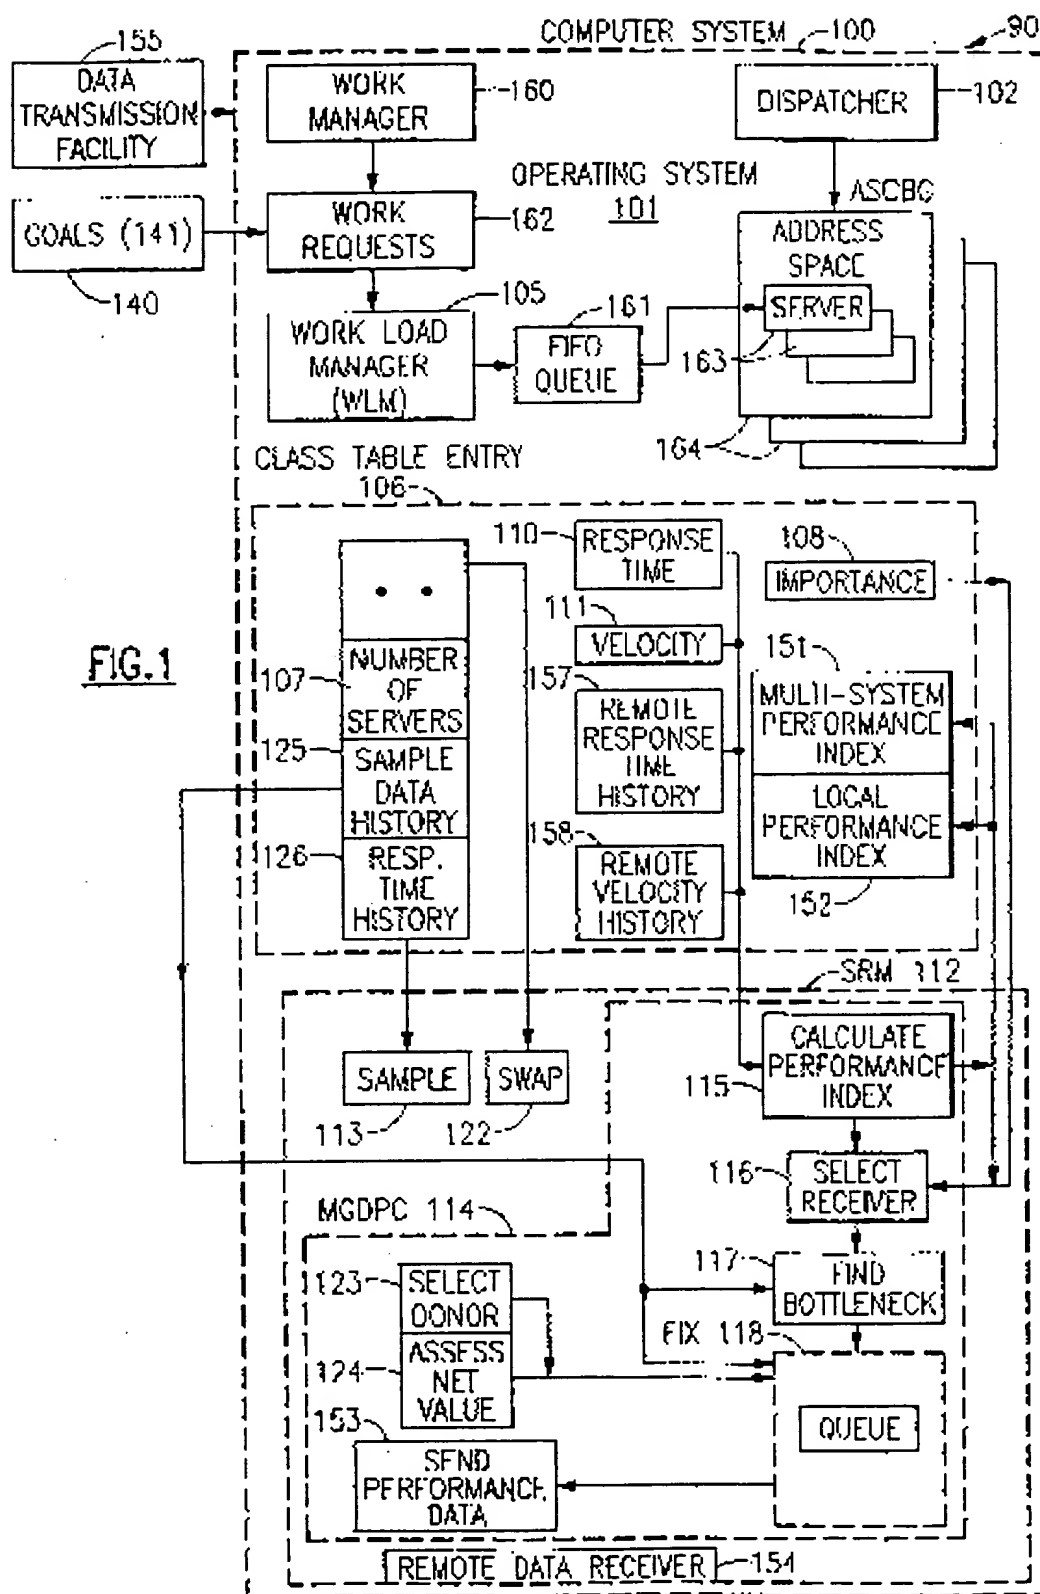 COMPUTER SYSTEM 100
90
155
DATA
TRANSMISSION
FACILITY
WORK
MANAGER
160
DISPATCHER
102
OPERATING SYSTEM
101
ASCBG
GOALS (141)
140
WORK
REQUESTS
162
ADDRESS
SPACE
SERVER
163
164
105
WORK LOAD
MANAGER
(WLM)
161
FIFO
QUEUE
CLASS TABLE ENTRY
106
110
RESPONSE
TIME
108
IMPORTANCE
111
VELOCITY
FIG.1
107
NUMBER
OF
SERVERS
157
REMOTE
RESPONSE
TIME
HISTORY
151
MULTI-SYSTEM
PERFORMANCE
INDEX
125
SAMPLE
DATA
HISTORY
LOCAL
PERFORMANCE
INDEX
152
126
RESP.
TIME
HISTORY
158
REMOTE
VELOCITY
HISTORY
SRM 112
SAMPLE
113
SWAP
122
CALCULATE
PERFORMANCE
INDEX
115
116
SELECT
RECEIVER
MGDPC 114
117
FIND
BOTTLENECK
123
SELECT
DONOR
FIX 118
124
ASSESS
NET
VALUE
QUEUE
153
SEND
PERFORMANCE
DATA
REMOTE DATA RECEIVER
154